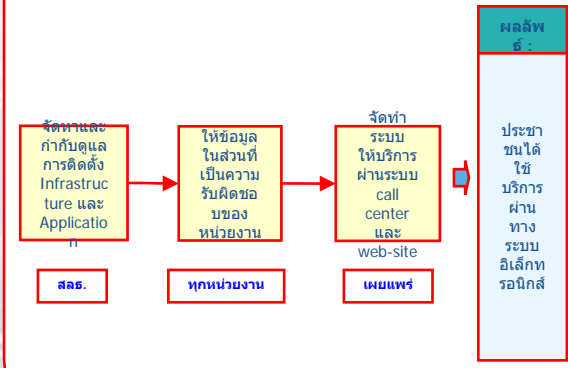 ผลลัพ
ธ์ :
จัดหาและ
กำกับดูแล
การติดตั้ง
Infrastruc
ture และ
Applicatio
n
ให้ข้อมูล
ในส่วนที่
เป็นความ
รับผิดชอ
บของ
หน่วยงาน
จัดทำ
ระบบ
ให้บริการ
ผ่านระบบ
call
center
และ
web-site
ประชา
ชนได้
ใช้
บริการ
ผ่าน
ทาง
ระบบ
อิเล็กท
รอนิกส์
สลธ.
ทุกหน่วยงาน
เผยแพร่